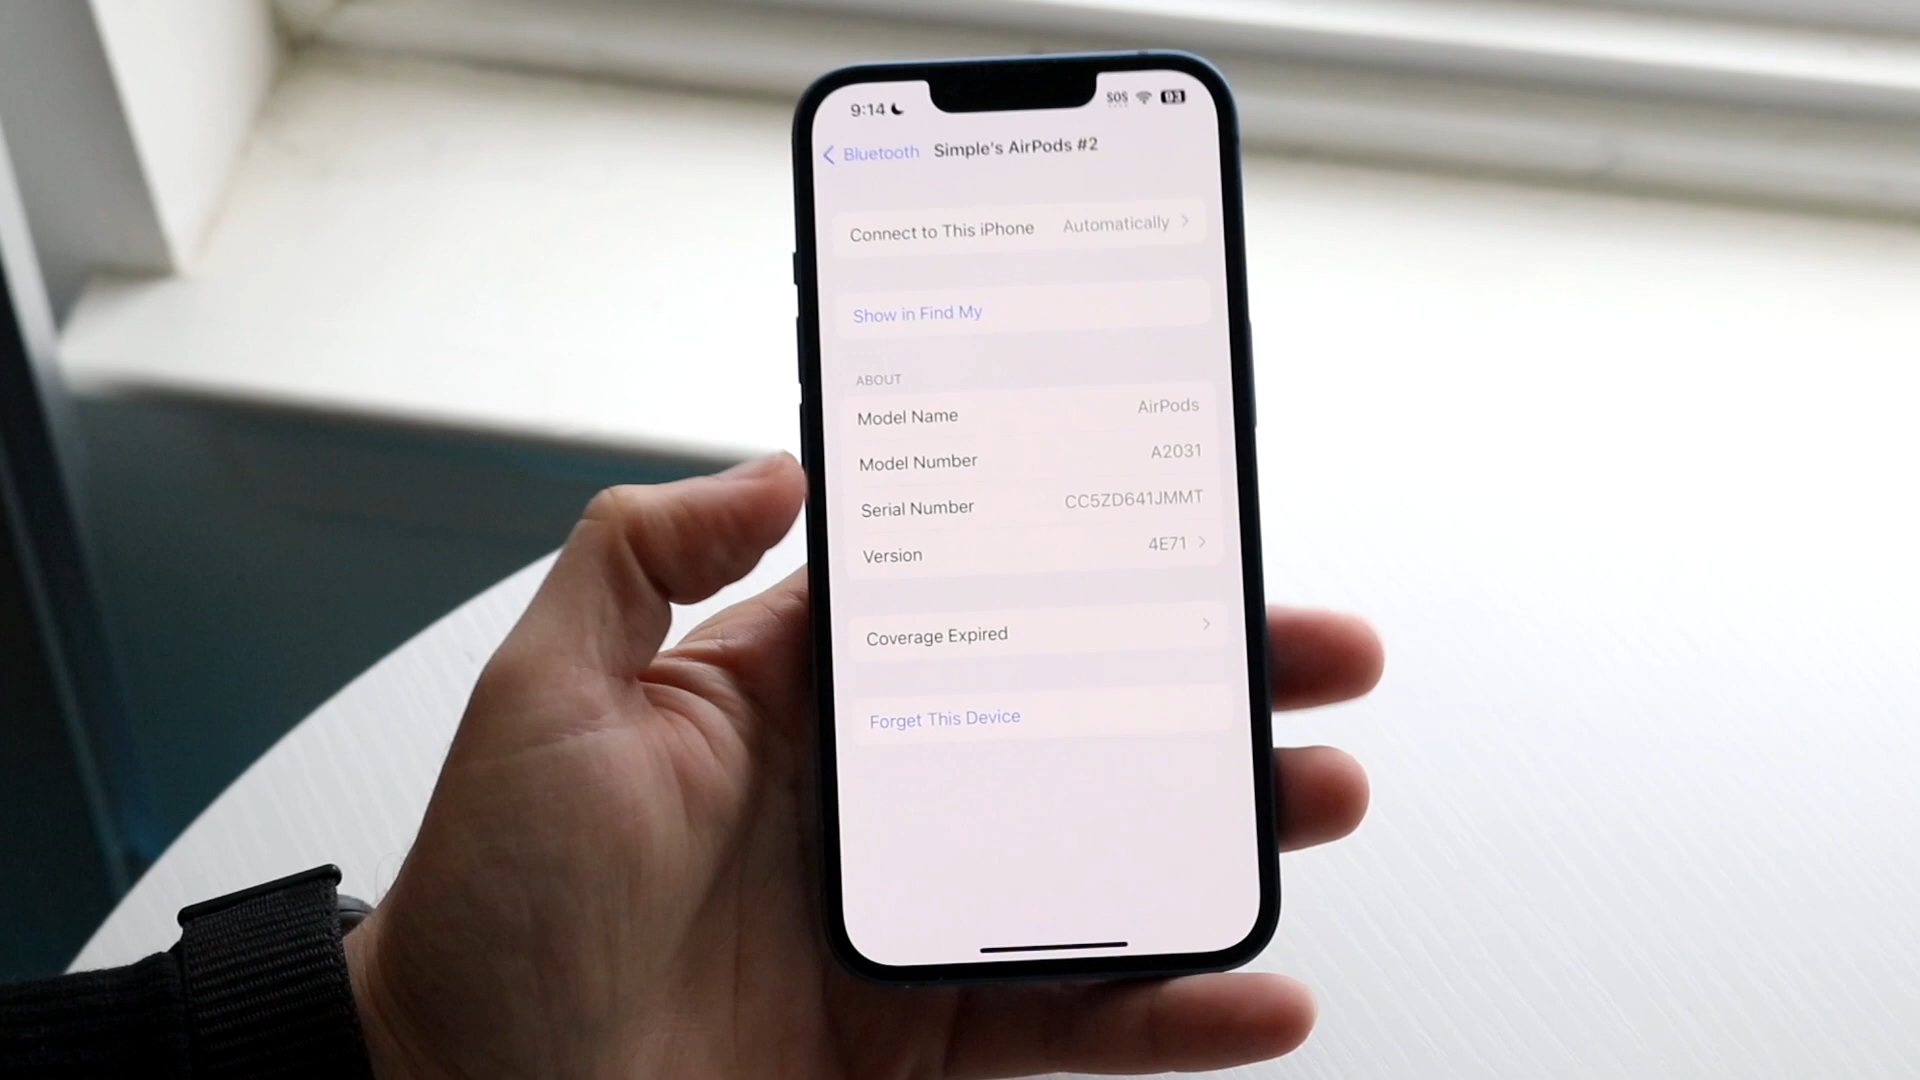 9:14 SOS 93
Bluetooth Simple's AirPods #2
Connect to This iPhone Automatically
Show in Find My
ABOUT
Model Name AirPods
Model Number A2031
Serial Number CC5ZD641JMMT
Version 4E71
Coverage Expired
Forget This Device